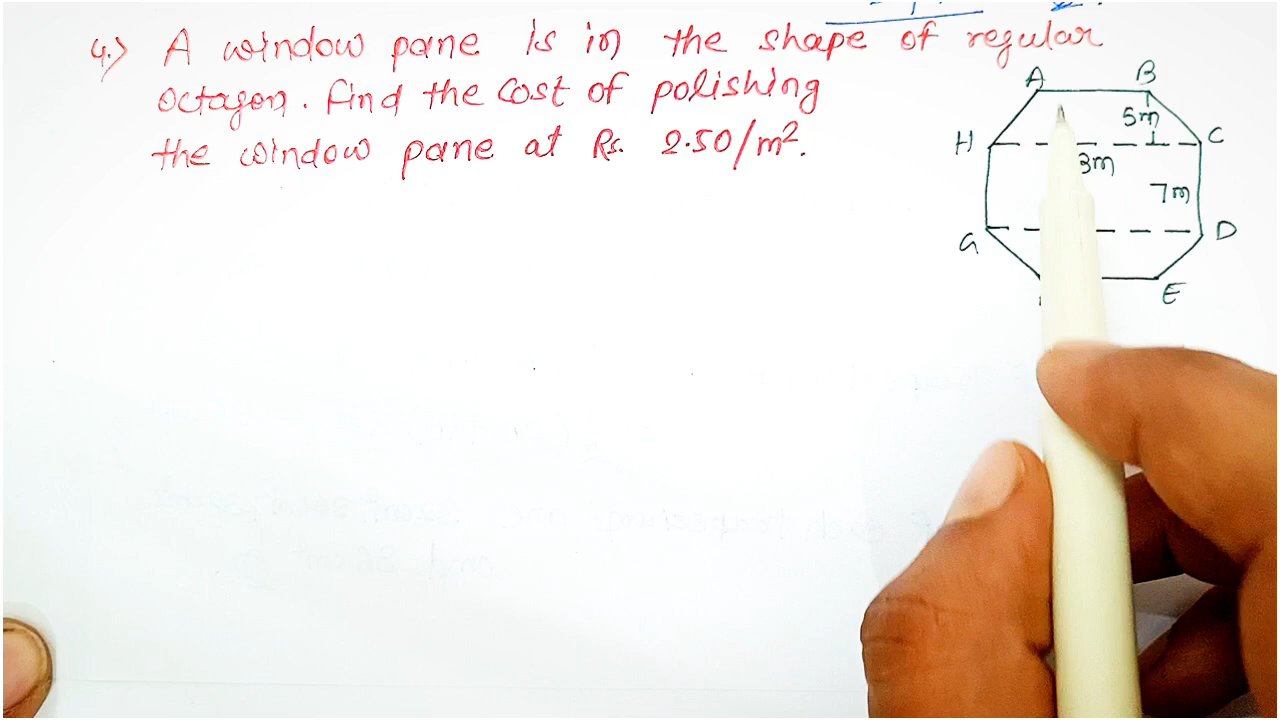 4.) A window pane is in the shape of regular
octagon. Find the cost of polishing
the window pane at Rs. 2.50/m².
A B
5m
H C
3m
7m
G D
E